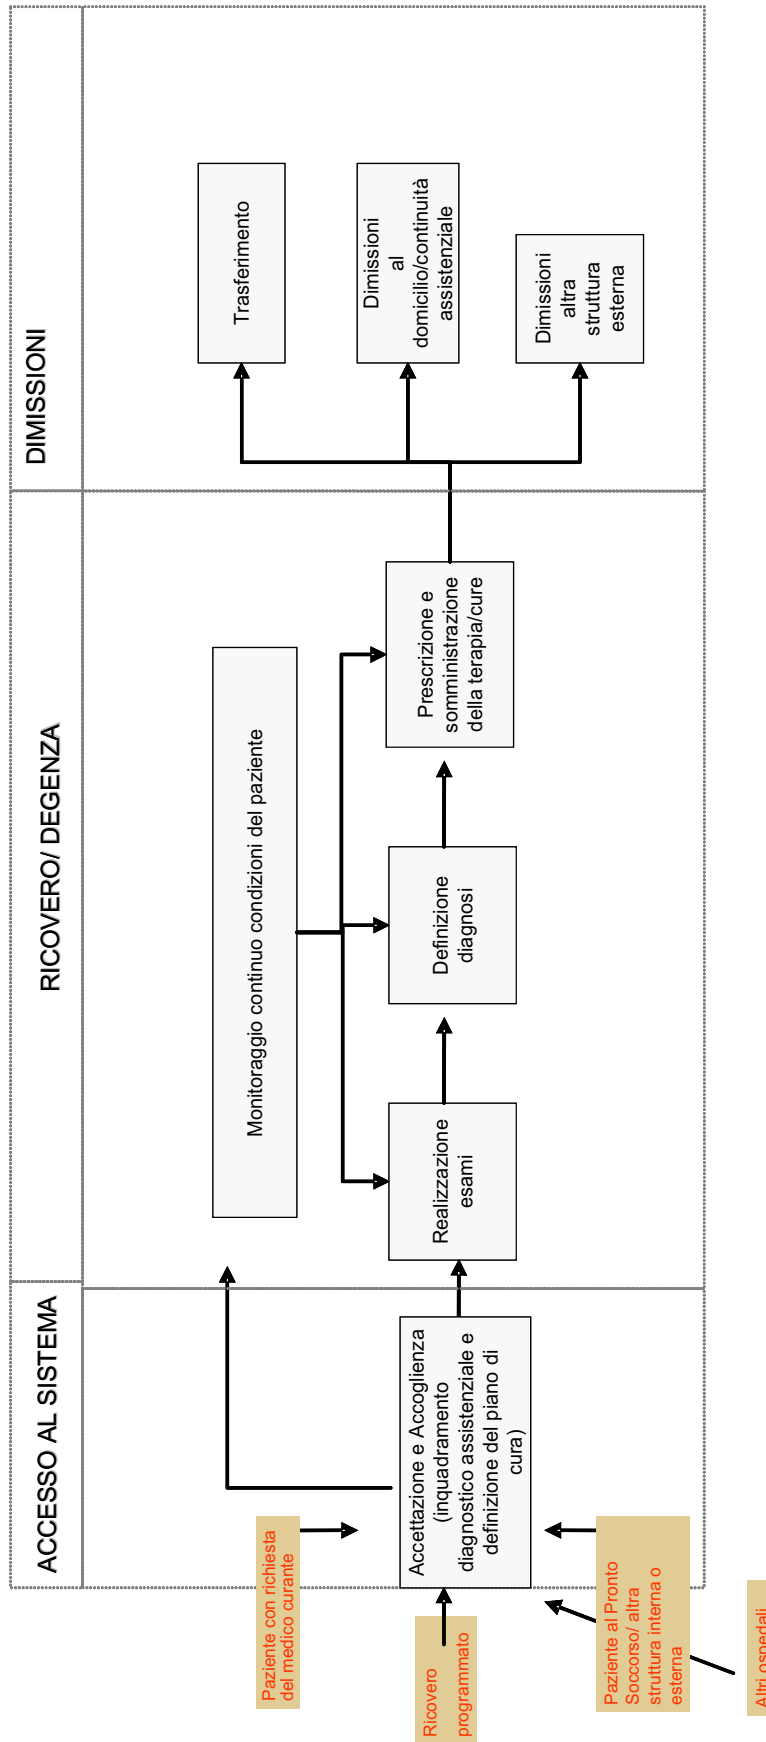 ACCESSO AL SISTEMA
RICOVERO/ DEGENZA
DIMISSIONI
Paziente con richiesta
del medico curante
Ricovero
programmato
Paziente al Pronto
Soccorso/ altra
struttura interna o
esterna
Altri ospedali
Accettazione e Accoglienza
(inquadramento
diagnostico assistenziale e
definizione del piano di
cura)
Monitoraggio continuo condizioni del paziente
Realizzazione
esami
Definizione
diagnosi
Prescrizione e
somministrazione
della terapia/cure
Trasferimento
Dimissioni
al
domicilio/continuità
assistenziale
Dimissioni
altra
struttura
esterna